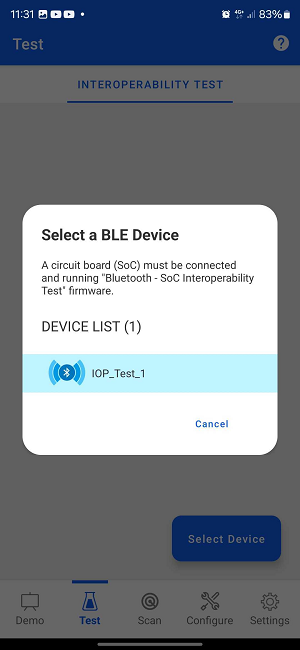 11:31 4G+ 83%
Test ?
INTEROPERABILITY TEST
Select a BLE Device
A circuit board (SoC) must be connected
and running "Bluetooth - SoC Interoperability
Test" firmware.
DEVICE LIST (1)
IOP_Test_1
Cancel
Select Device
Demo Test Scan Configure Settings